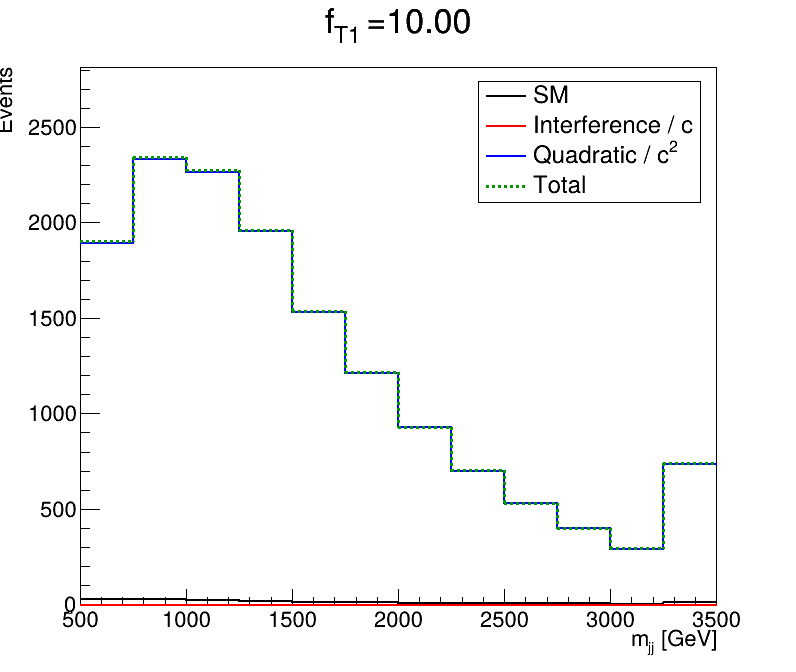 f_T1 =10.00
Events
SM
Interference / c
Quadratic / c²
Total
2500
2000
1500
1000
500
0
500 1000 1500 2000 2500 3000 3500
m_jj [GeV]